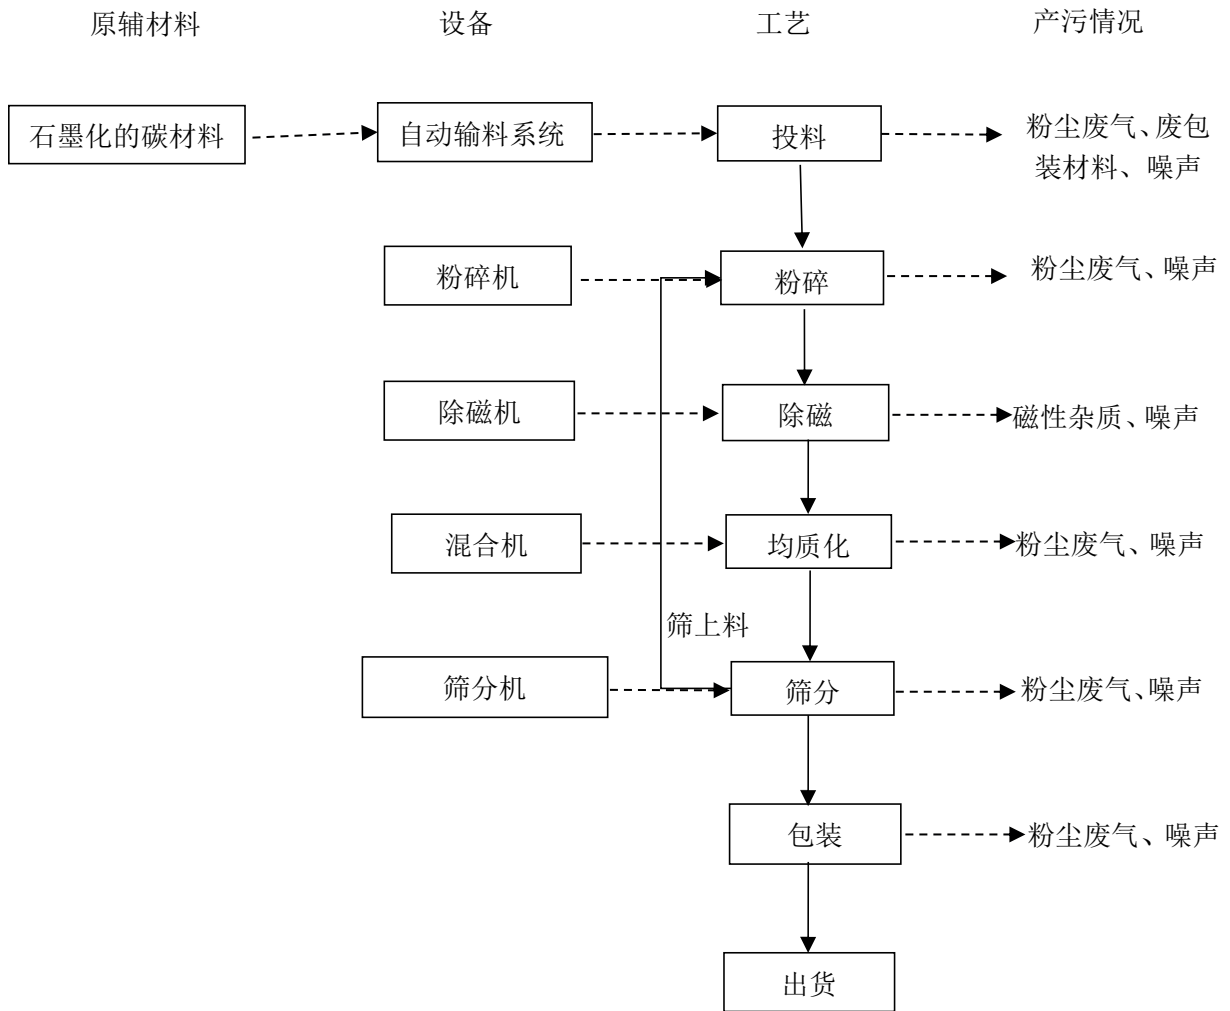 原辅材料
设备
工艺
产污情况
石墨化的碳材料
自动输料系统
投料
粉尘废气、废包
装材料、噪声
粉碎机
粉碎
粉尘废气、噪声
除磁机
除磁
磁性杂质、噪声
混合机
均质化
粉尘废气、噪声
筛上料
筛分机
筛分
粉尘废气、噪声
包装
粉尘废气、噪声
出货